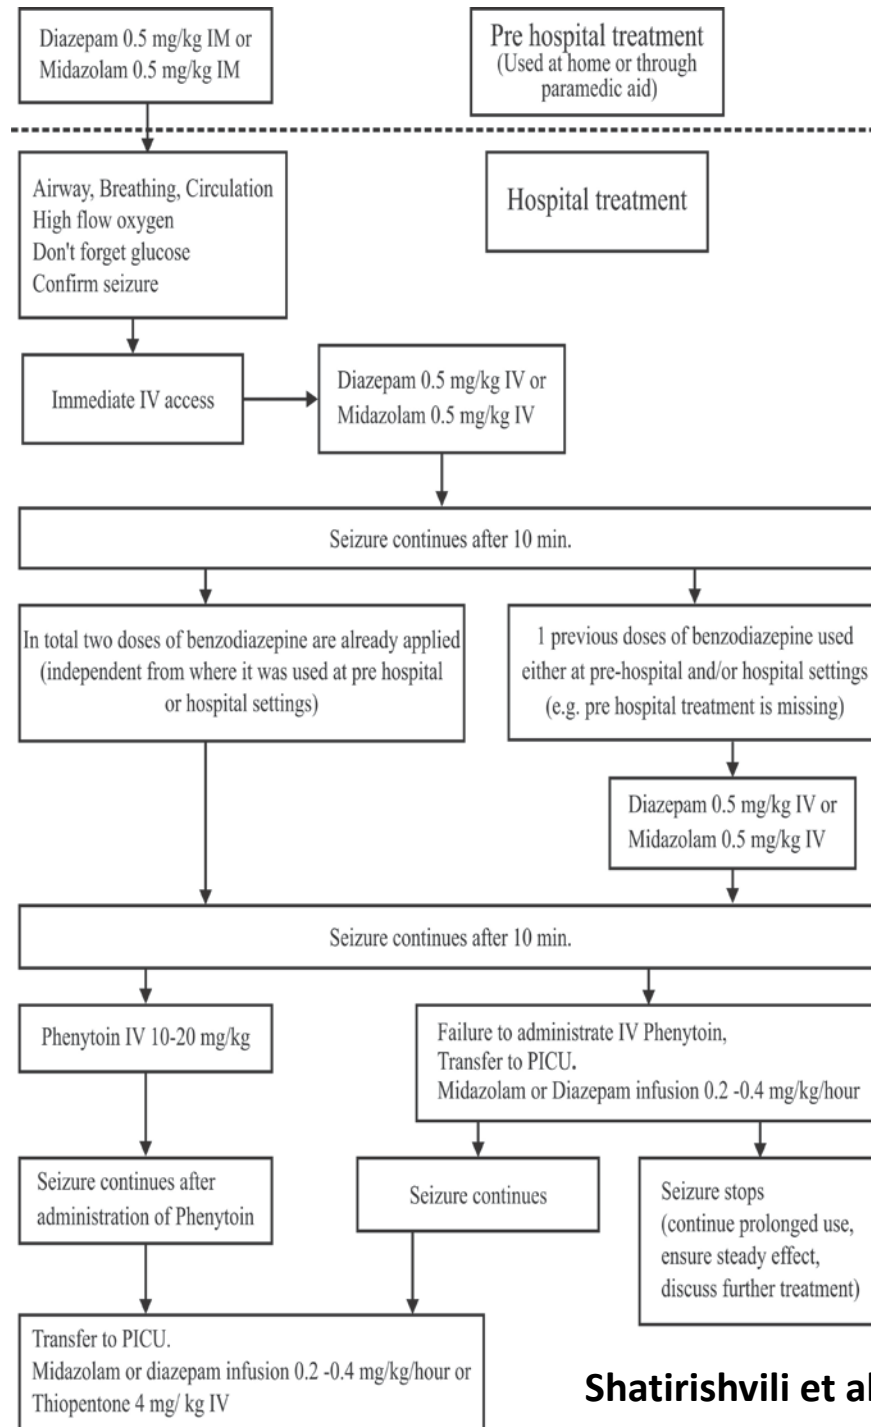 Diazepam 0.5 mg/kg IM or
Midazolam 0.5 mg/kg IM
Pre hospital treatment
(Used at home or through
paramedic aid)
Airway, Breathing, Circulation
High flow oxygen
Don't forget glucose
Confirm seizure
Hospital treatment
Immediate IV access
Diazepam 0.5 mg/kg IV or
Midazolam 0.5 mg/kg IV
Seizure continues after 10 min.
In total two doses of benzodiazepine are already applied
(independent from where it was used at pre hospital
or hospital settings)
1 previous doses of benzodiazepine used
either at pre-hospital and/or hospital settings
(e.g. pre hospital treatment is missing)
Diazepam 0.5 mg/kg IV or
Midazolam 0.5 mg/kg IV
Seizure continues after 10 min.
Phenytoin IV 10-20 mg/kg
Failure to administrate IV Phenytoin,
Transfer to PICU.
Midazolam or Diazepam infusion 0.2 -0.4 mg/kg/hour
Seizure continues after
administration of Phenytoin
Seizure continues
Seizure stops
(continue prolonged use,
ensure steady effect,
discuss further treatment)
Transfer to PICU.
Midazolam or diazepam infusion 0.2 -0.4 mg/kg/hour or
Thiopentone 4 mg/ kg IV
Shatirishvili et al